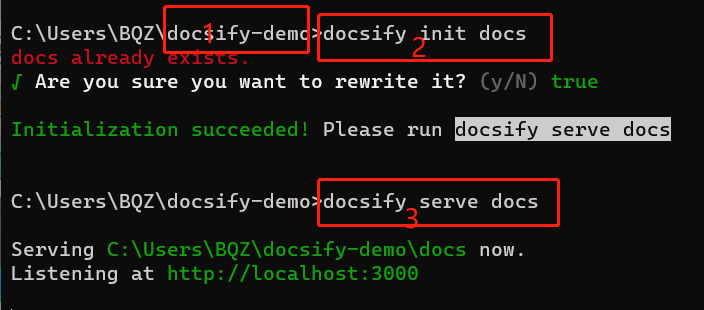 C:\Users\BQZ\docsify-demo>docsify init docs
1
2
docs already exists.
√ Are you sure you want to rewrite it? (y/N) true
Initialization succeeded! Please run docsify serve docs
C:\Users\BQZ\docsify-demo>docsify serve docs
3
Serving C:\Users\BQZ\docsify-demo\docs now.
Listening at http://localhost:3000